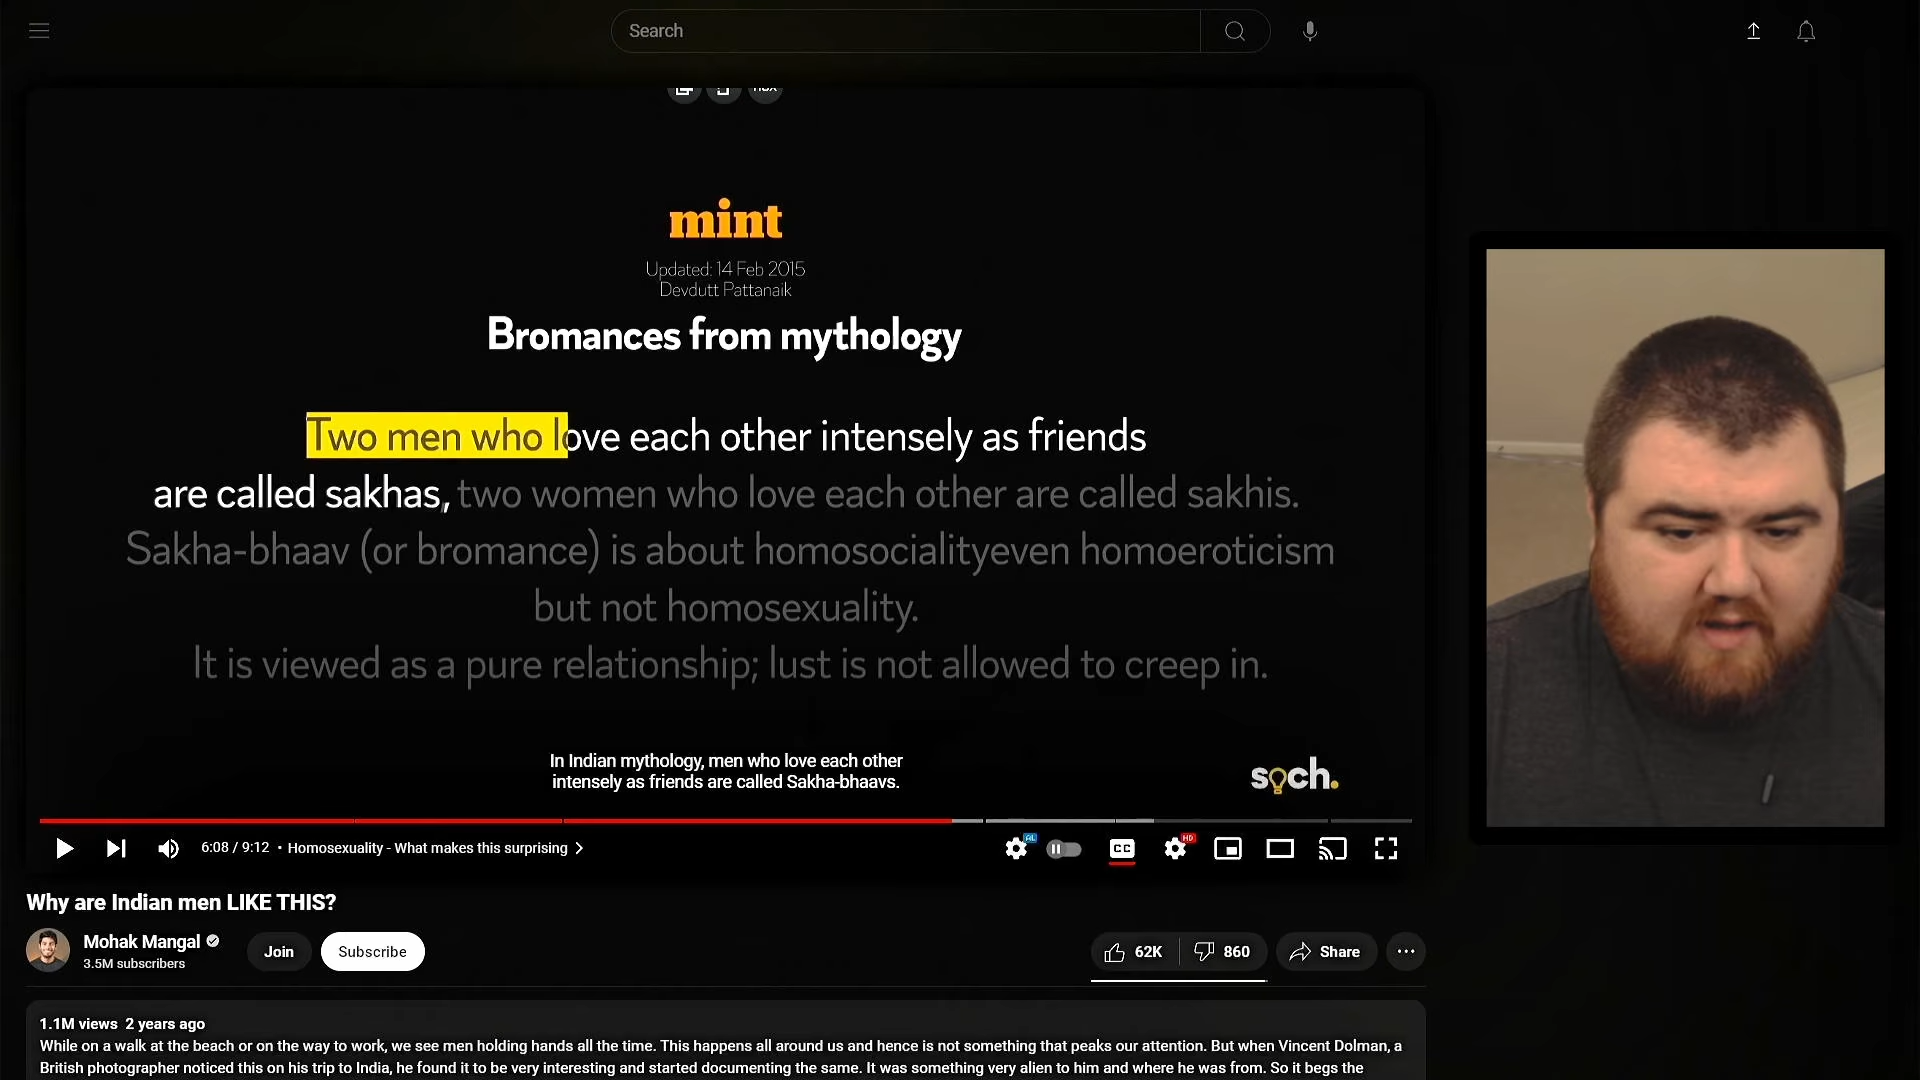 Search
mint
Updated: 14 Feb 2015
Devdutt Pattanaik
Bromances from mythology
Two men who love each other intensely as friends
are called sakhas, two women who love each other are called sakhis.
Sakha-bhaav (or bromance) is about homosocialityeven homoeroticism
but not homosexuality.
It is viewed as a pure relationship; lust is not allowed to creep in.
In Indian mythology, men who love each other
intensely as friends are called Sakha-bhaavs.
soch.
6:08 / 9:12 • Homosexuality - What makes this surprising
AL
CC
HD
Why are Indian men LIKE THIS?
Mohak Mangal
3.5M subscribers
Join
Subscribe
62K
860
Share
1.1M views 2 years ago
While on a walk at the beach or on the way to work, we see men holding hands all the time. This happens all around us and hence is not something that peaks our attention. But when Vincent Dolman, a
British photographer noticed this on his trip to India, he found it to be very interesting and started documenting the same. It was something very alien to him and where he was from. So it begs the